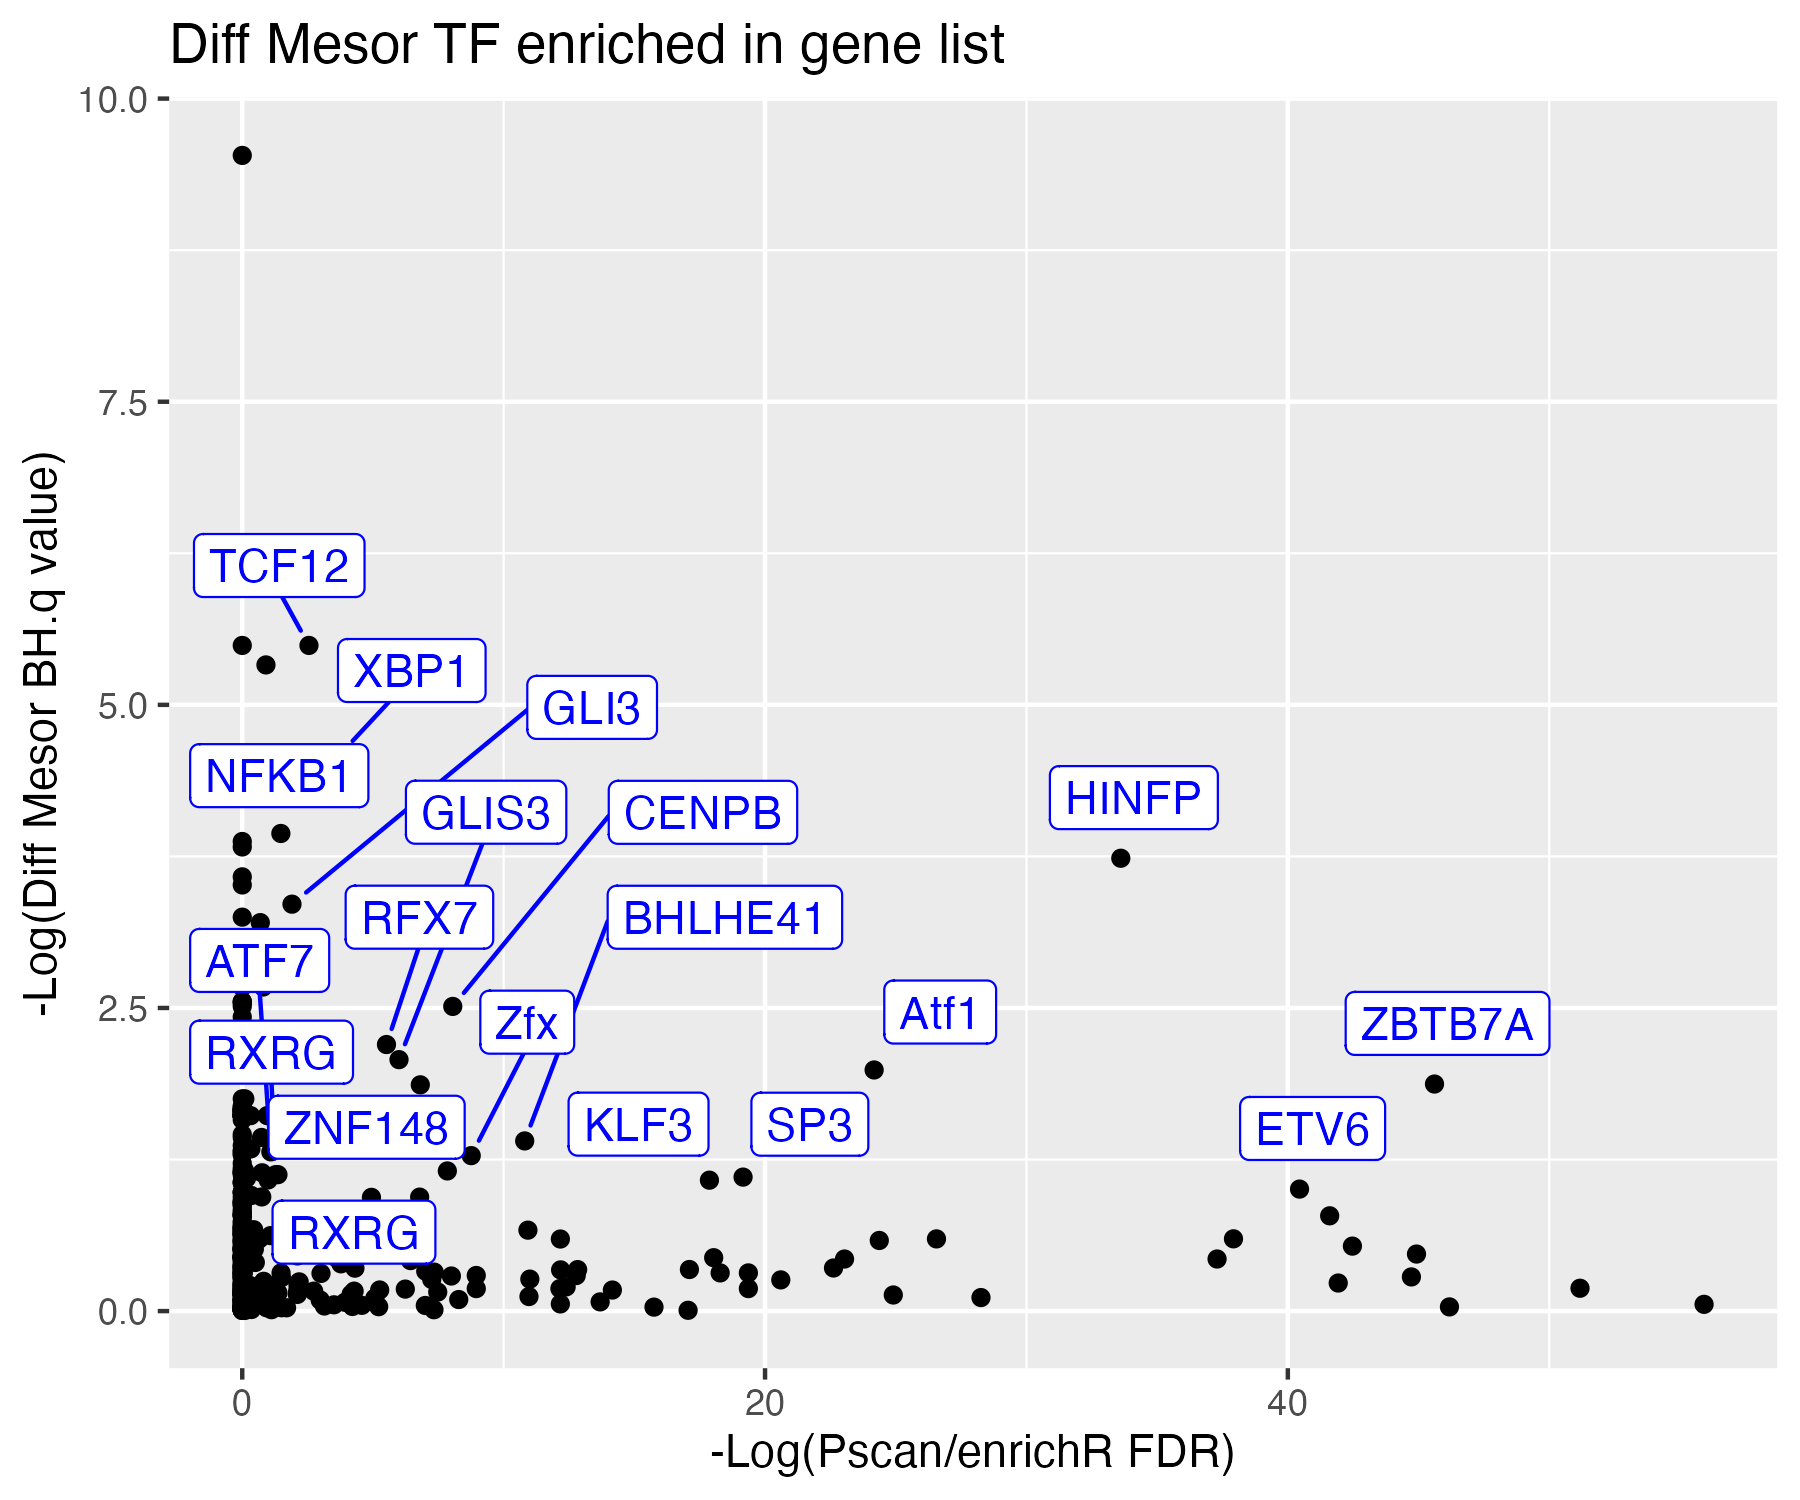 Diff Mesor TF enriched in gene list
10.0
7.5
5.0
2.5
0.0
-Log(Diff Mesor BH.q value)
TCF12
XBP1
GLI3
NFKB1
HINFP
GLIS3
CENPB
RFX7
BHLHE41
ATF7
Zfx
Atf1
ZBTB7A
RXRG
ZNF148
KLF3
SP3
ETV6
RXRG
0
20
40
-Log(Pscan/enrichR FDR)